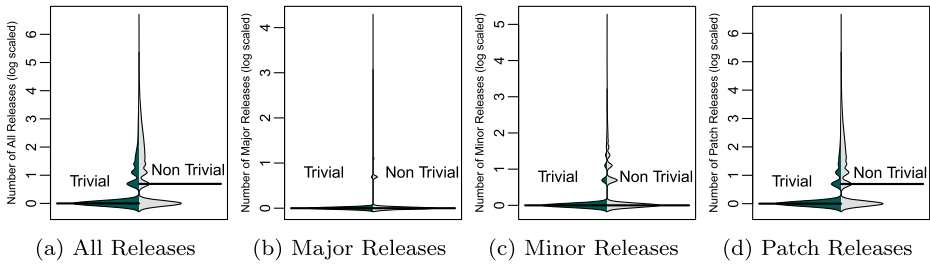 Number of All Releases (log scaled)
0 1 2 3 4 5 6
Trivial
Non Trivial
(a) All Releases
Number of Major Releases (log scaled)
0 1 2 3 4
Trivial
Non Trivial
(b) Major Releases
Number of Minor Releases (log scaled)
0 1 2 3 4 5
Trivial
Non Trivial
(c) Minor Releases
Number of Patch Releases (log scaled)
0 1 2 3 4 5 6
Trivial
Non Trivial
(d) Patch Releases